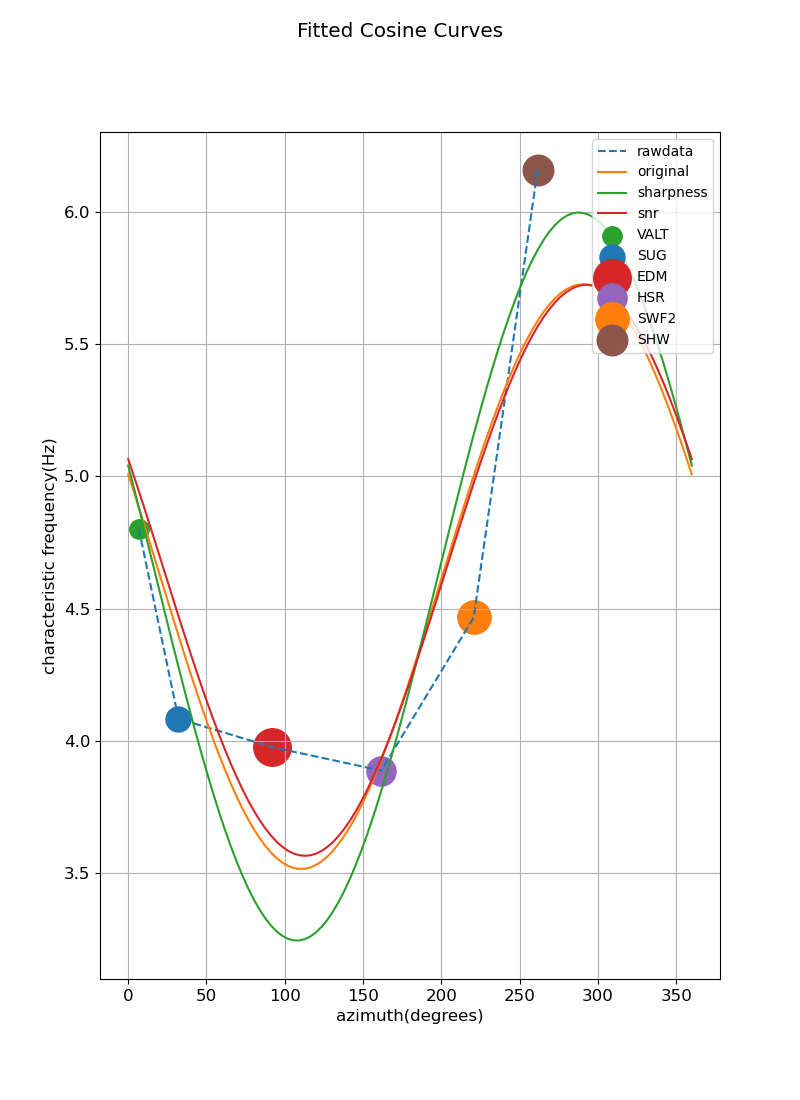 Fitted Cosine Curves
rawdata
original
sharpness
snr
VALT
SUG
EDM
HSR
SWF2
SHW
characteristic frequency(Hz)
6.0
5.5
5.0
4.5
4.0
3.5
0 50 100 150 200 250 300 350
azimuth(degrees)